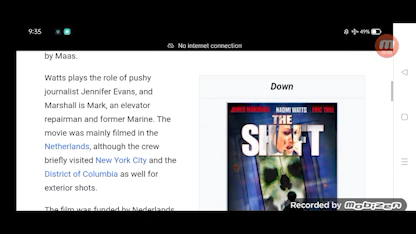 9:35
49%
No internet connection
by Maas.
Watts plays the role of pushy
journalist Jennifer Evans, and
Marshall is Mark, an elevator
repairman and former Marine. The
movie was mainly filmed in the
Netherlands, although the crew
briefly visited New York City and the
District of Columbia as well for
exterior shots.
The film was funded by Nederlands
Down
JAMES MARSHALL NAOMI WATTS ERIC THAL
THE
SHAFT
Recorded by mobizen